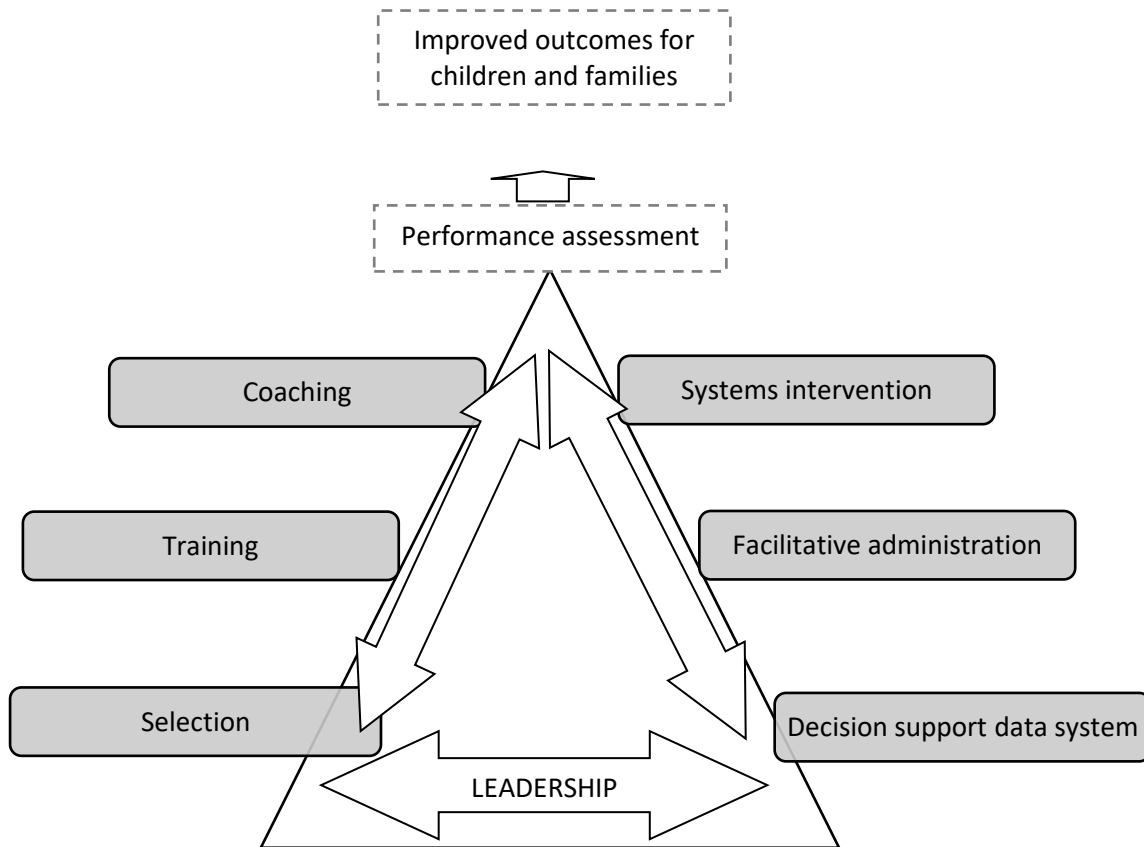 Improved outcomes for
children and families
Performance assessment
Coaching
Systems intervention
Training
Facilitative administration
Selection
Decision support data system
LEADERSHIP